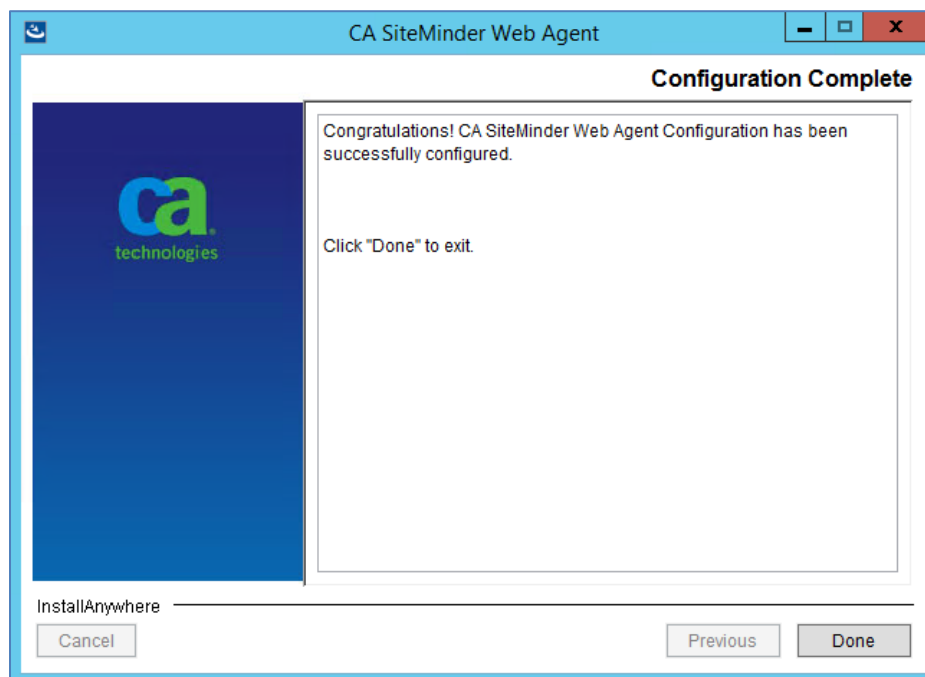 CA SiteMinder Web Agent
Configuration Complete
Congratulations! CA SiteMinder Web Agent Configuration has been
successfully configured.
ca
technologies
Click "Done" to exit.
InstallAnywhere
Cancel
Previous
Done